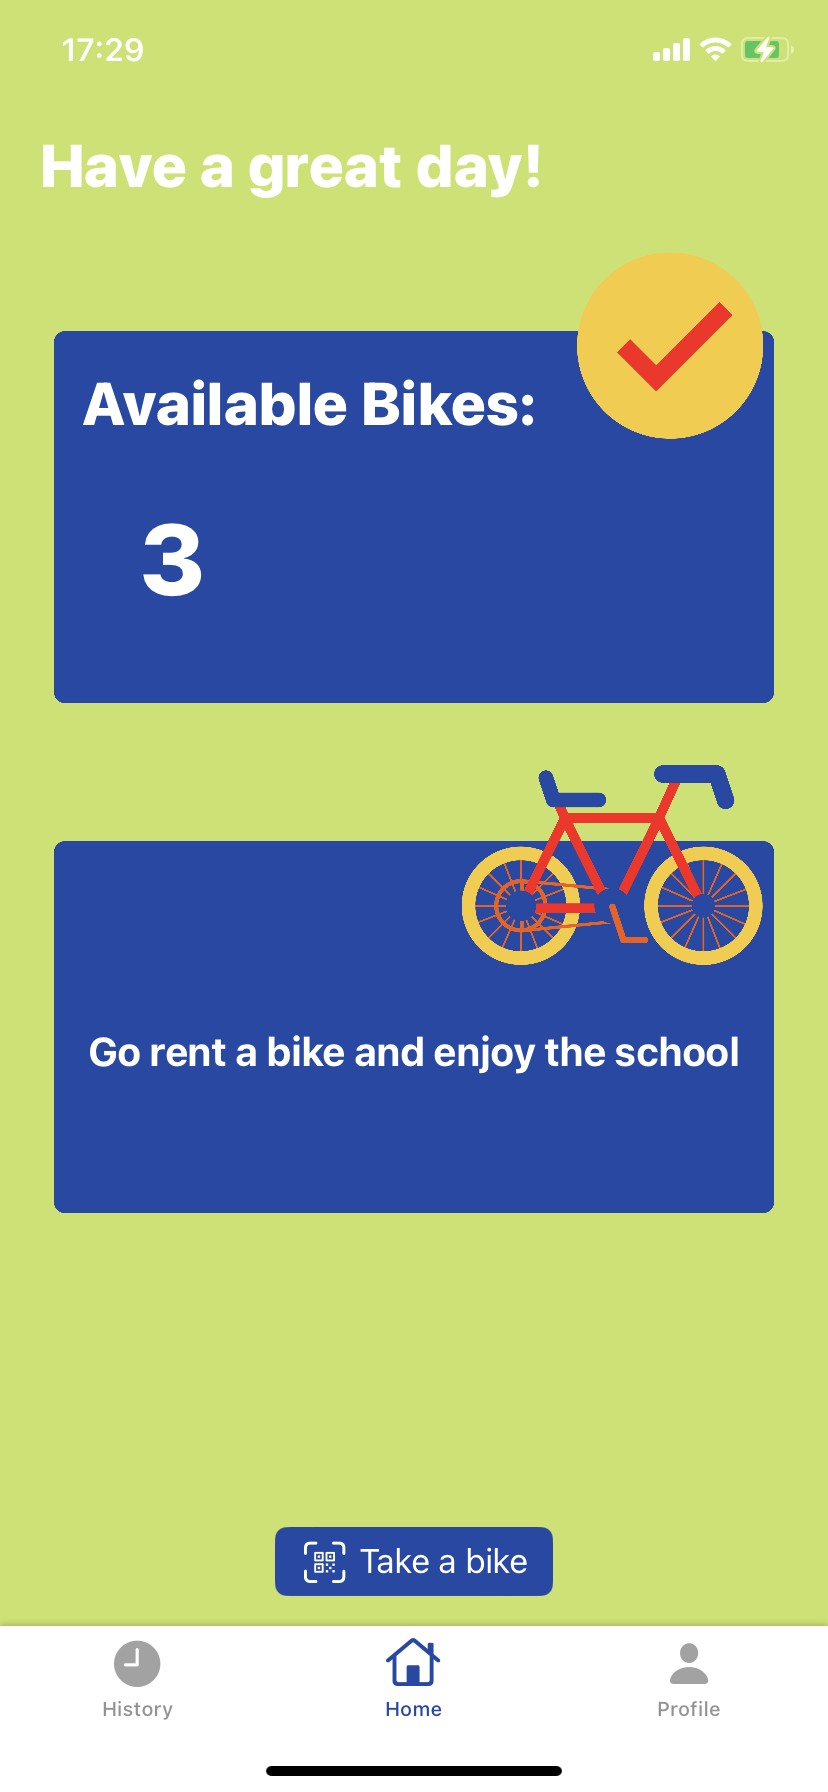 17:29
Have a great day!
Available Bikes:
3
Go rent a bike and enjoy the school
Take a bike
History
Home
Profile